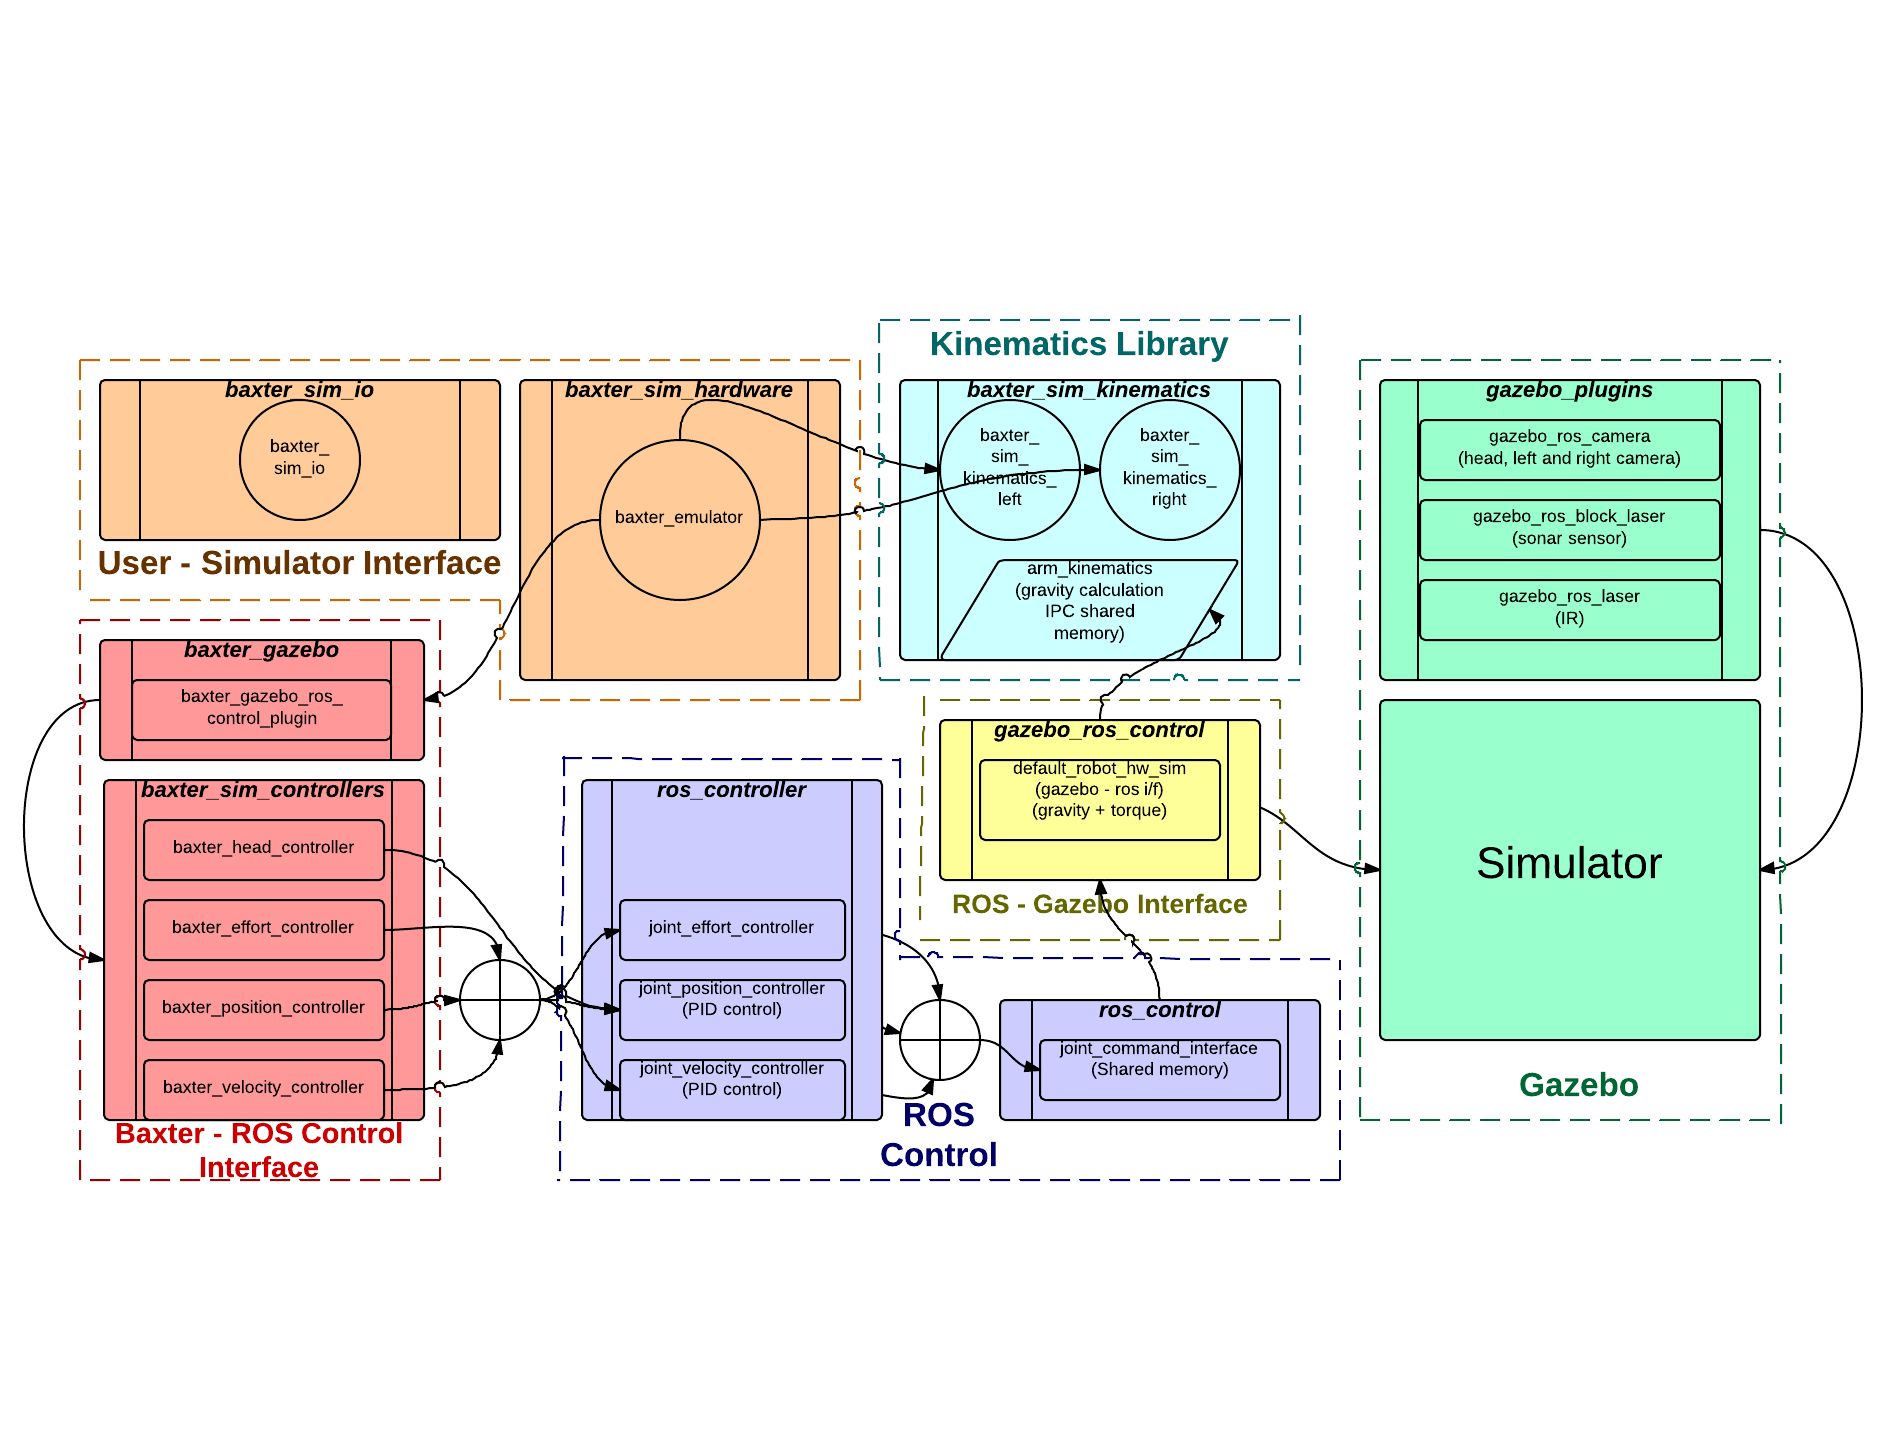 Kinematics Library
baxter_sim_io
baxter_
sim_io
User - Simulator Interface
baxter_sim_hardware
baxter_emulator
baxter_sim_kinematics
baxter_
sim_
kinematics_
left
baxter_
sim_
kinematics_
right
arm_kinematics
(gravity calculation
IPC shared
memory)
gazebo_plugins
gazebo_ros_camera
(head, left and right camera)
gazebo_ros_block_laser
(sonar sensor)
gazebo_ros_laser
(IR)
baxter_gazebo
baxter_gazebo_ros_
control_plugin
baxter_sim_controllers
baxter_head_controller
baxter_effort_controller
baxter_position_controller
baxter_velocity_controller
Baxter - ROS Control
Interface
ros_controller
joint_effort_controller
joint_position_controller
(PID control)
joint_velocity_controller
(PID control)
gazebo_ros_control
default_robot_hw_sim
(gazebo - ros i/f)
(gravity + torque)
ROS - Gazebo Interface
ros_control
joint_command_interface
(Shared memory)
ROS
Control
Simulator
Gazebo